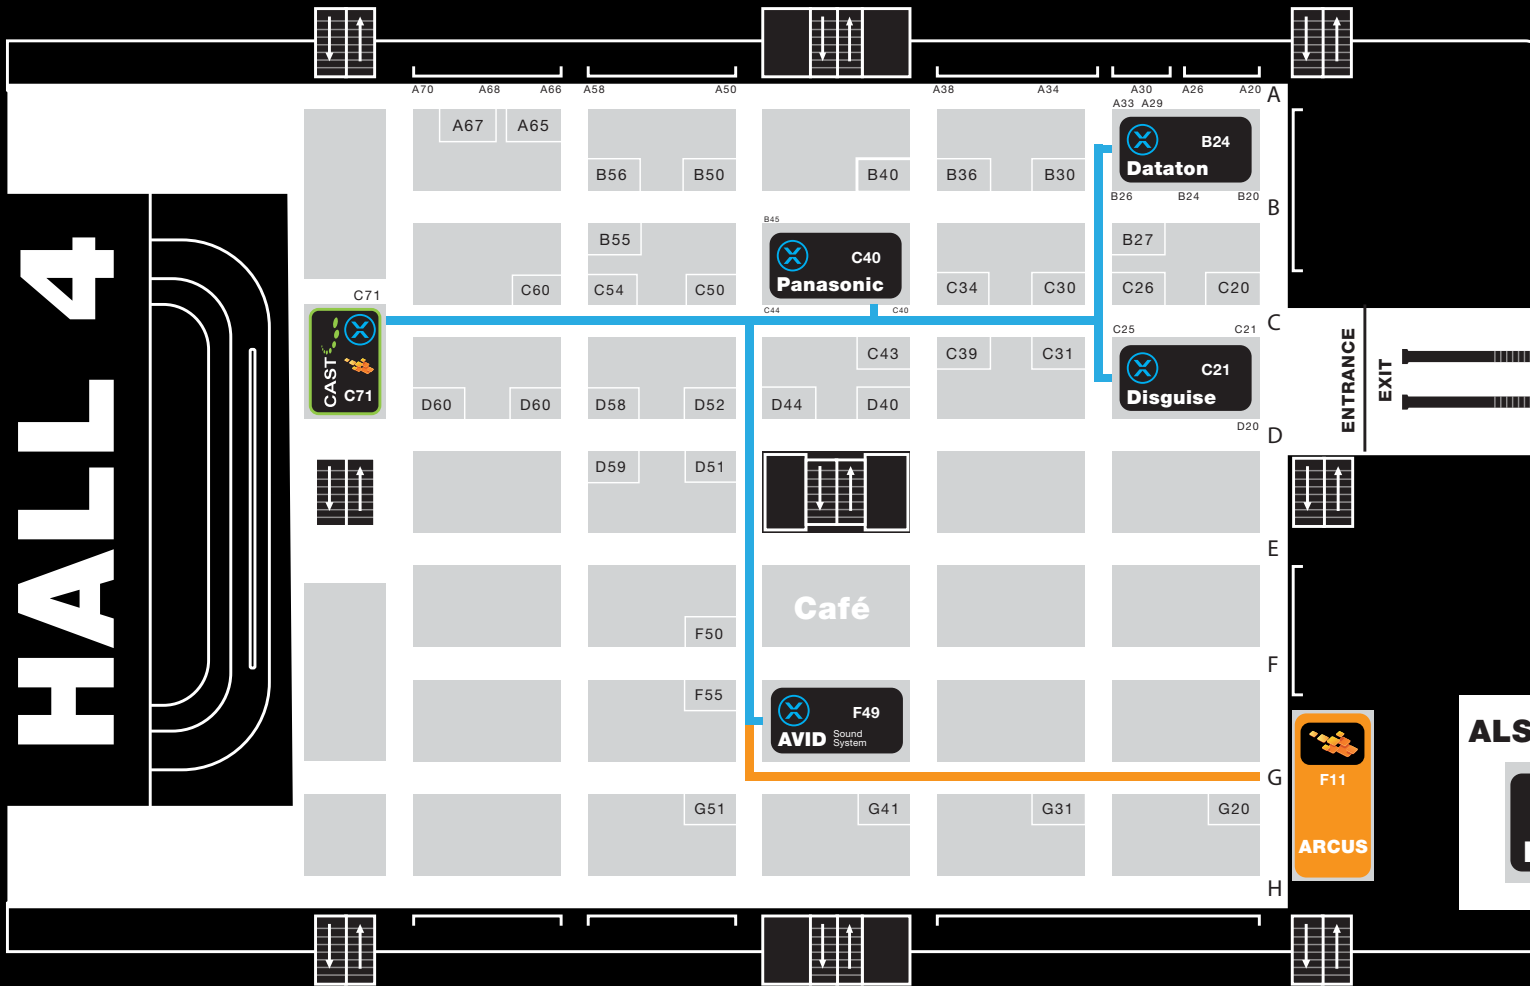 HALL 4
A70
A68
A66
A58
A50
A38
A34
A30
A26
A20
A
A33
A29
A67
A65
B24
Dataton
B56
B50
B40
B36
B30
B26
B24
B20
B
B45
B55
C40
Panasonic
B27
C60
C54
C50
C34
C30
C26
C20
C71
C44
C40
C
CAST
C71
C25
C21
C43
C39
C31
C21
Disguise
ENTRANCE
EXIT
D60
D60
D58
D52
D44
D40
D20
D
D59
D51
E
Café
F50
F
F55
F49
AVID Sound
System
ALS
G
F11
ARCUS
G51
G41
G31
G20
H